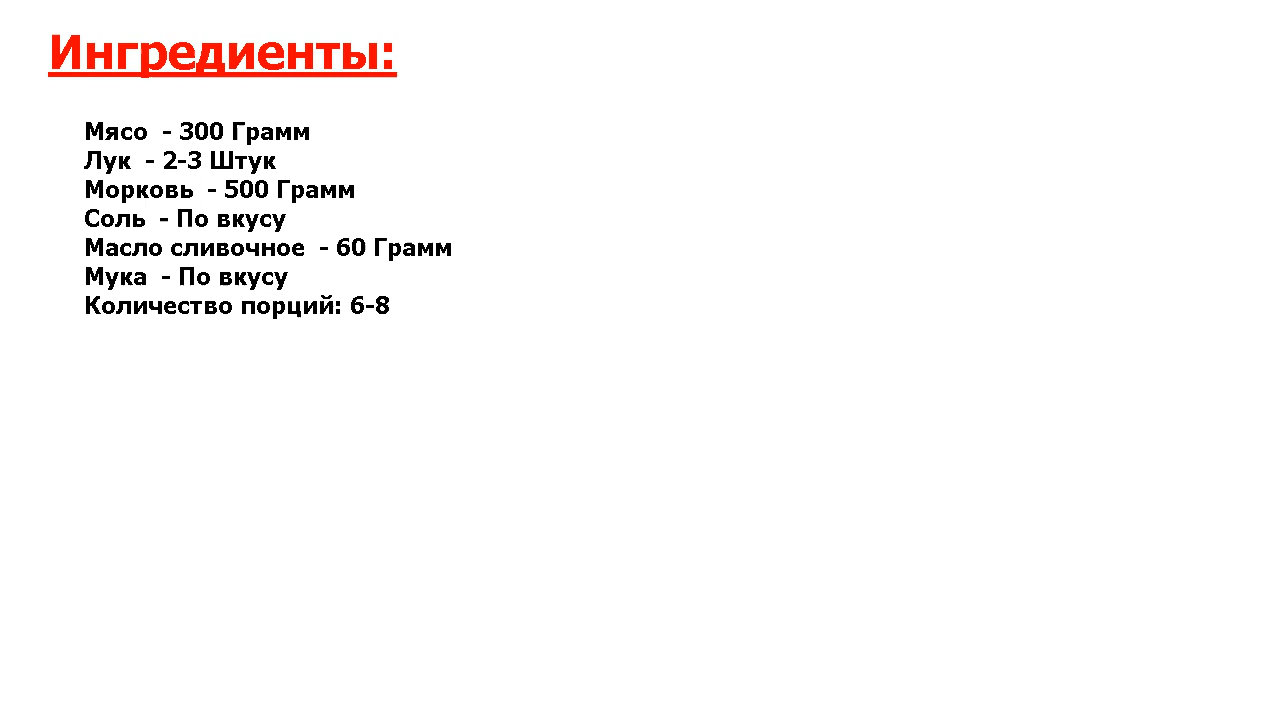 Ингредиенты:
Мясо - 300 Грамм
Лук - 2-3 Штук
Морковь - 500 Грамм
Соль - По вкусу
Масло сливочное - 60 Грамм
Мука - По вкусу
Количество порций: 6-8